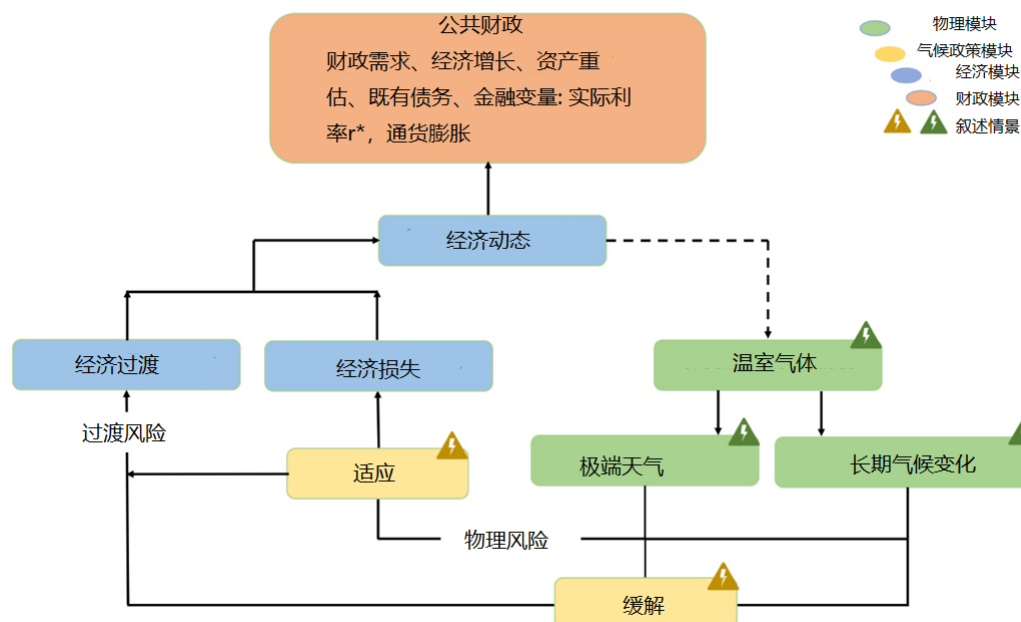 公共财政
财政需求、经济增长、资产重
估、既有债务、金融变量: 实际利
率r*，通货膨胀
物理模块
气候政策模块
经济模块
财政模块
叙述情景
经济动态
经济过渡
经济损失
温室气体
过渡风险
适应
极端天气
长期气候变化
物理风险
缓解